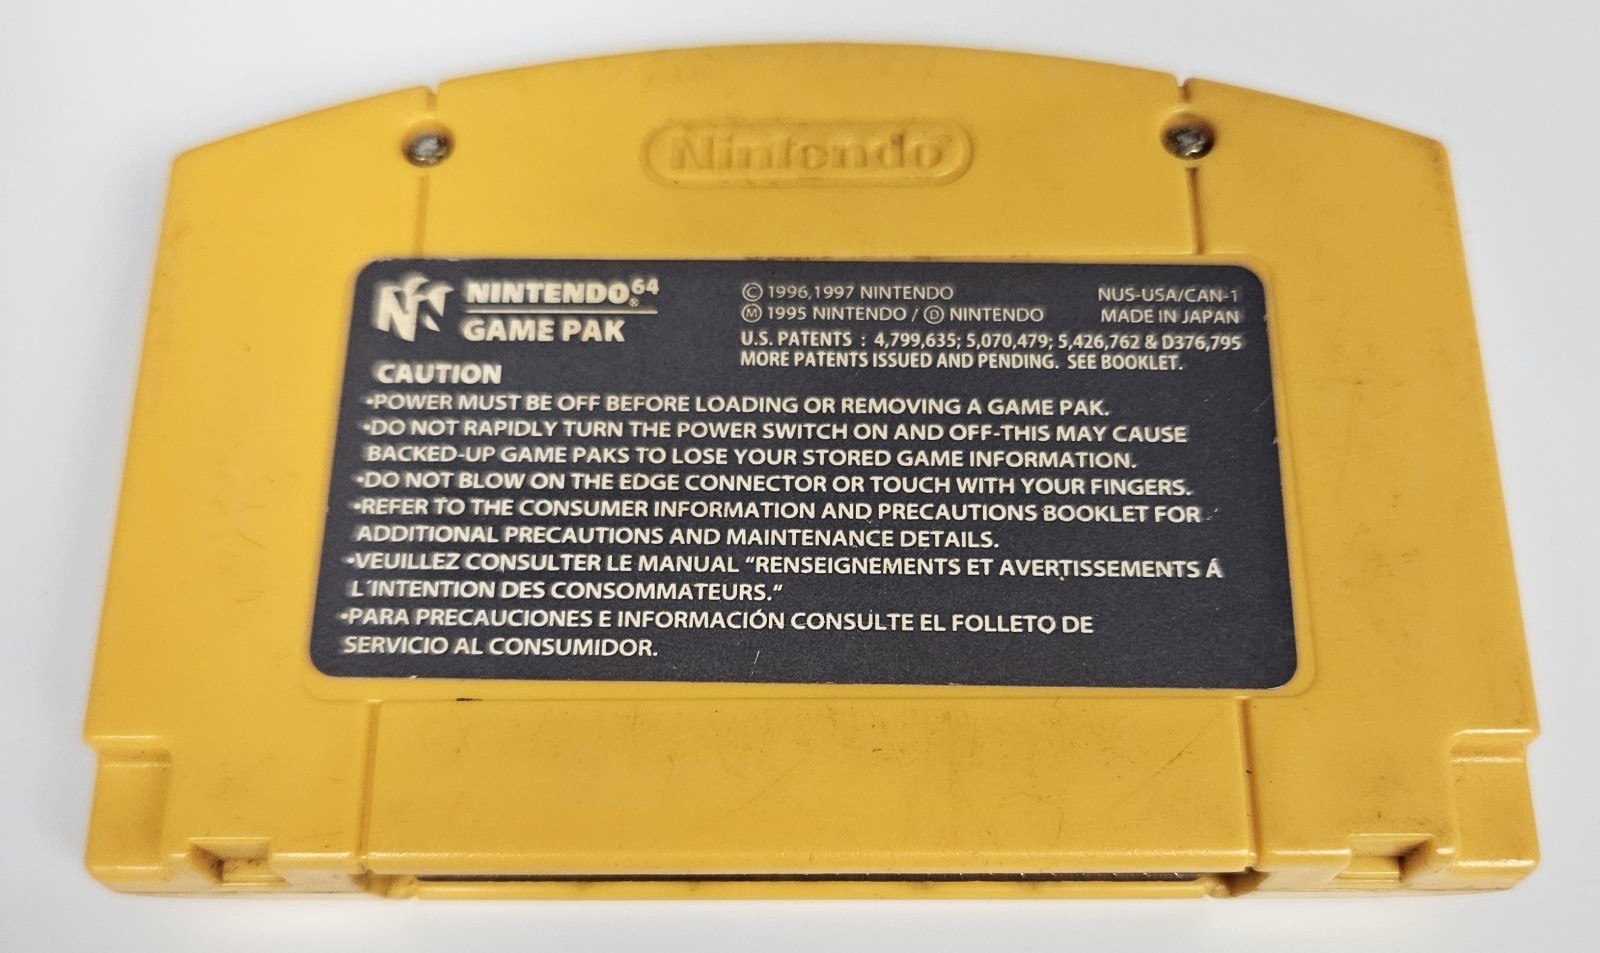 Nintendo®
NINTENDO⁶⁴®
GAME PAK
© 1996,1997 NINTENDO
Ⓜ 1995 NINTENDO / Ⓓ NINTENDO
NUS-USA/CAN-1
MADE IN JAPAN
U.S. PATENTS : 4,799,635; 5,070,479; 5,426,762 & D376,795
MORE PATENTS ISSUED AND PENDING. SEE BOOKLET.
CAUTION
•POWER MUST BE OFF BEFORE LOADING OR REMOVING A GAME PAK.
•DO NOT RAPIDLY TURN THE POWER SWITCH ON AND OFF-THIS MAY CAUSE
BACKED-UP GAME PAKS TO LOSE YOUR STORED GAME INFORMATION.
•DO NOT BLOW ON THE EDGE CONNECTOR OR TOUCH WITH YOUR FINGERS.
•REFER TO THE CONSUMER INFORMATION AND PRECAUTIONS BOOKLET FOR
ADDITIONAL PRECAUTIONS AND MAINTENANCE DETAILS.
•VEUILLEZ CONSULTER LE MANUAL "RENSEIGNEMENTS ET AVERTISSEMENTS Á
L'INTENTION DES CONSOMMATEURS."
•PARA PRECAUCIONES E INFORMACIÓN CONSULTE EL FOLLETO DE
SERVICIO AL CONSUMIDOR.